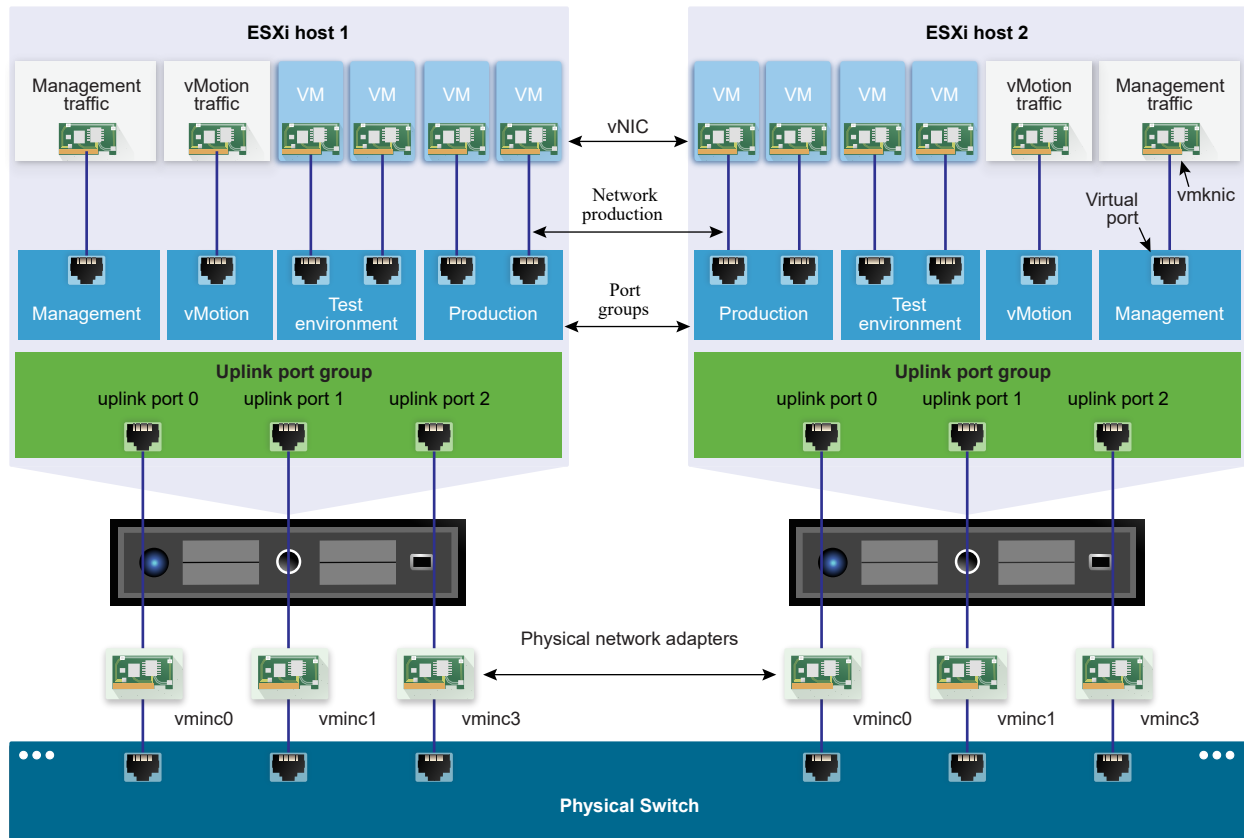 ESXi host 1
ESXi host 2
Management
traffic
vMotion
traffic
VM
VM
VM
VM
vNIC
VM
VM
VM
VM
vMotion
traffic
Management
traffic
Network
production
vmknic
Virtual
port
Management
vMotion
Test
environment
Production
Port
groups
Production
Test
environment
vMotion
Management
Uplink port group
uplink port 0
uplink port 1
uplink port 2
Uplink port group
uplink port 0
uplink port 1
uplink port 2
Physical network adapters
vminc0
vminc1
vminc3
vminc0
vminc1
vminc3
Physical Switch